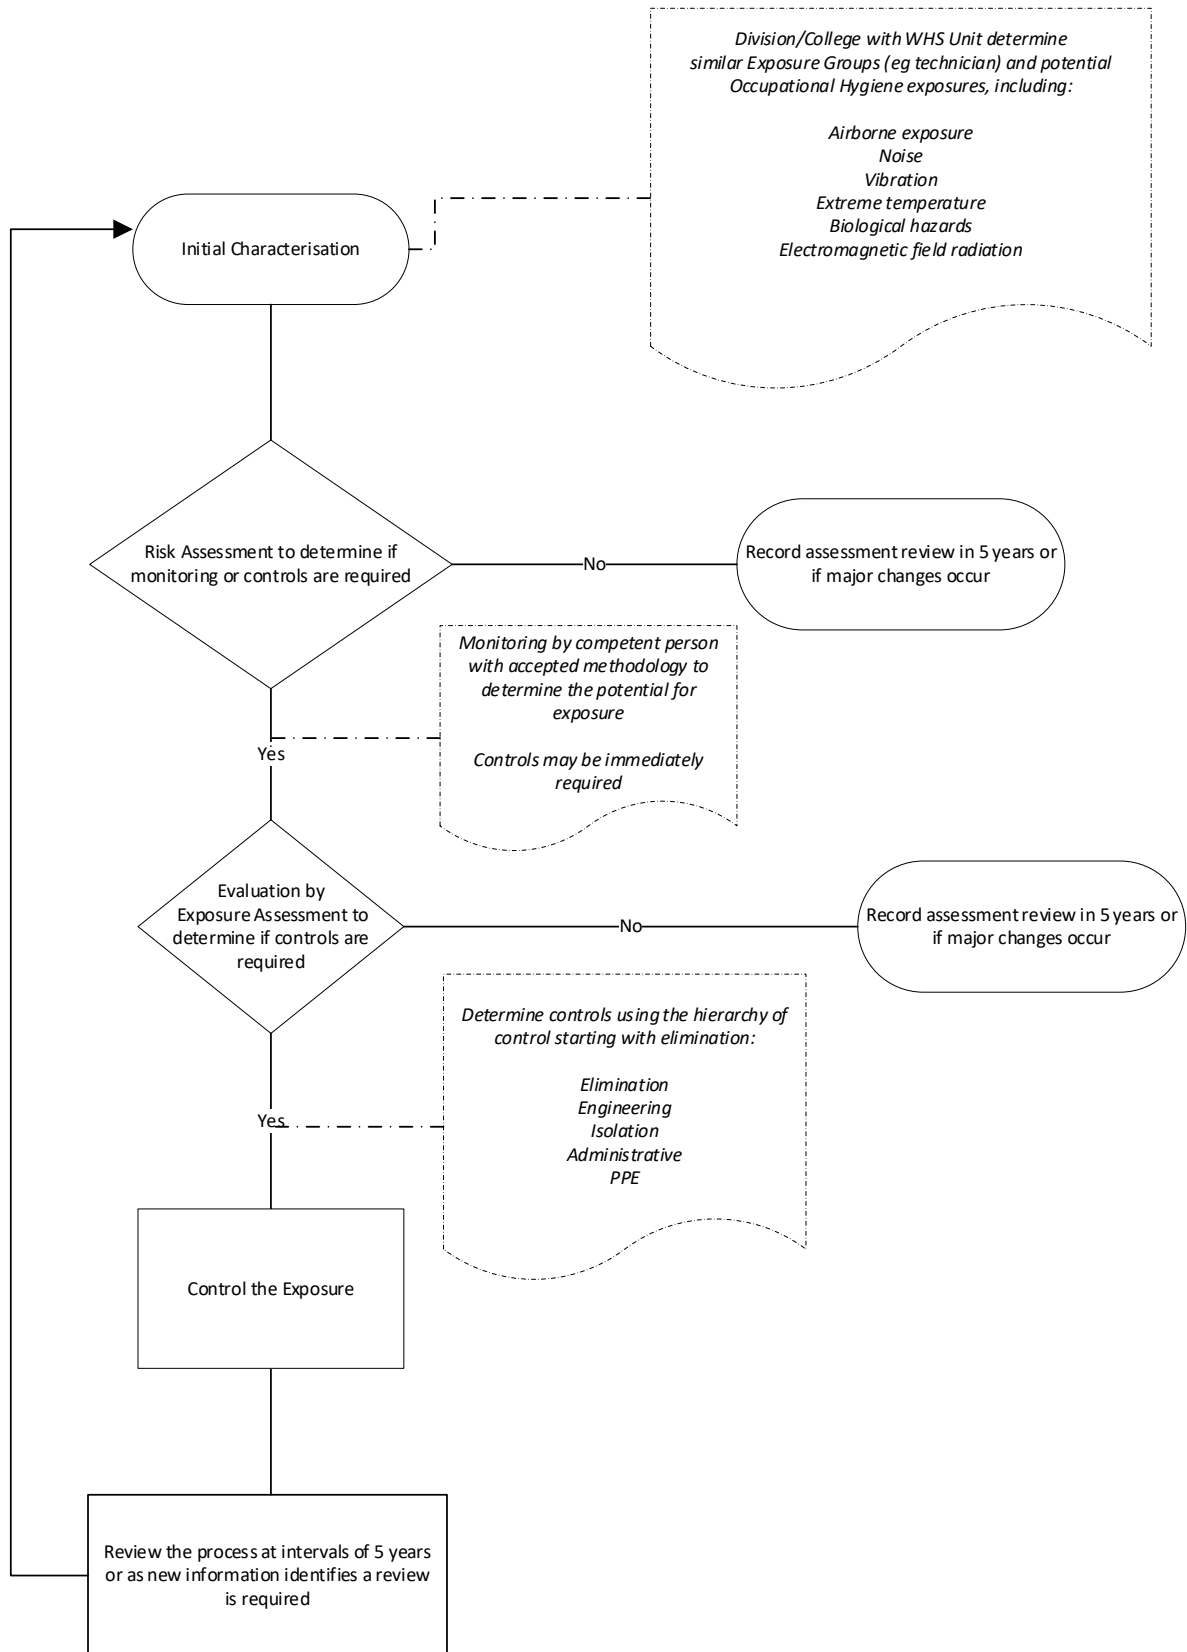 Division/College with WHS Unit determine
similar Exposure Groups (eg technician) and potential
Occupational Hygiene exposures, including:
Airborne exposure
Noise
Vibration
Extreme temperature
Biological hazards
Electromagnetic field radiation
Initial Characterisation
Risk Assessment to determine if
monitoring or controls are required
No
Record assessment review in 5 years or
if major changes occur
Monitoring by competent person
with accepted methodology to
determine the potential for
exposure
Controls may be immediately
required
Yes
Evaluation by
Exposure Assessment to
determine if controls are
required
No
Record assessment review in 5 years or
if major changes occur
Determine controls using the hierarchy of
control starting with elimination:
Elimination
Engineering
Isolation
Administrative
PPE
Yes
Control the Exposure
Review the process at intervals of 5 years
or as new information identifies a review
is required